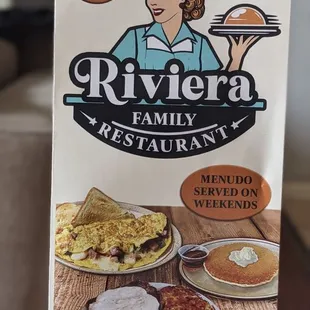 Riviera
FAMILY
RESTAURANT
MENUDO
SERVED ON
WEEKENDS